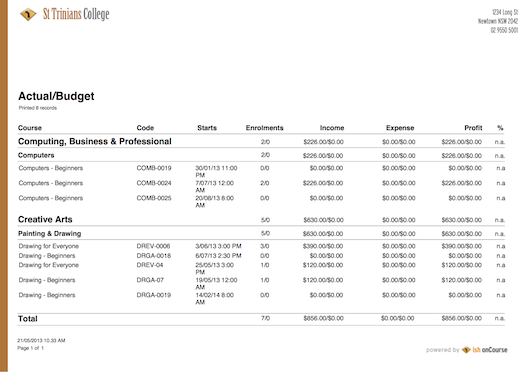 St Trinians College
1234 Long St
Newtown NSW 2042
02 9550 5001
Actual/Budget
Printed 8 records
Course Code Starts Enrolments Income Expense Profit %
Computing, Business & Professional 2/0 $226.00/$0.00 $0.00/$0.00 $226.00/$0.00 n.a.
Computers 2/0 $226.00/$0.00 $0.00/$0.00 $226.00/$0.00 n.a.
Computers - Beginners COMB-0019 30/01/13 11:00 PM 0/0 $0.00/$0.00 $0.00/$0.00 $0.00/$0.00 n.a
Computers - Beginners COMB-0024 7/07/13 12:00 AM 2/0 $226.00/$0.00 $0.00/$0.00 $226.00/$0.00 n.a
Computers - Beginners COMB-0025 20/08/13 8:00 AM 0/0 $0.00/$0.00 $0.00/$0.00 $0.00/$0.00 n.a
Creative Arts 5/0 $630.00/$0.00 $0.00/$0.00 $630.00/$0.00 n.a.
Painting & Drawing 5/0 $630.00/$0.00 $0.00/$0.00 $630.00/$0.00 n.a.
Drawing for Everyone DREV-0006 3/06/13 3:00 PM 3/0 $390.00/$0.00 $0.00/$0.00 $390.00/$0.00 n.a
Drawing - Beginners DRGA-0018 6/07/13 2:30 PM 0/0 $0.00/$0.00 $0.00/$0.00 $0.00/$0.00 n.a
Drawing for Everyone DREV-04 25/05/13 3:00 PM 1/0 $120.00/$0.00 $0.00/$0.00 $120.00/$0.00 n.a
Drawing - Beginners DRGA-07 19/05/13 12:00 AM 1/0 $120.00/$0.00 $0.00/$0.00 $120.00/$0.00 n.a
Drawing - Beginners DRGA-0019 14/02/14 8:00 AM 0/0 $0.00/$0.00 $0.00/$0.00 $0.00/$0.00 n.a
Total 7/0 $856.00/$0.00 $0.00/$0.00 $856.00/$0.00 n.a.
21/05/2013 10.33 AM
Page 1 of 1
powered by ish onCourse